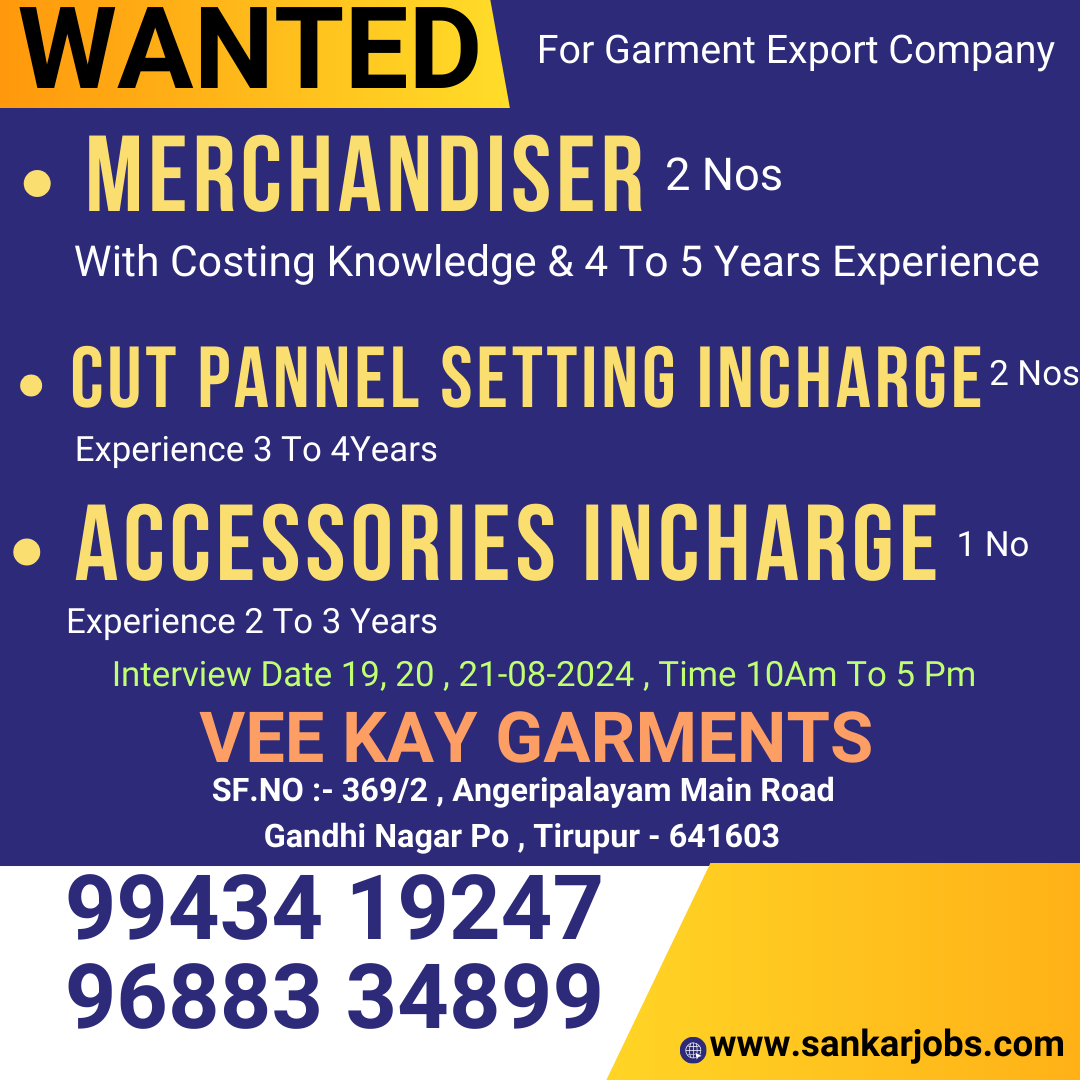 WANTED
For Garment Export Company
• MERCHANDISER 2 Nos
With Costing Knowledge & 4 To 5 Years Experience
• CUT PANNEL SETTING INCHARGE 2 Nos
Experience 3 To 4Years
• ACCESSORIES INCHARGE 1 No
Experience 2 To 3 Years
Interview Date 19, 20 , 21-08-2024 , Time 10Am To 5 Pm
VEE KAY GARMENTS
SF.NO :- 369/2 , Angeripalayam Main Road
Gandhi Nagar Po , Tirupur - 641603
99434 19247
96883 34899
www.sankarjobs.com